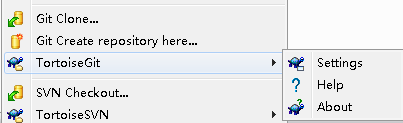 Git Clone...
Git Create repository here...
TortoiseGit
Settings
Help
About
SVN Checkout...
TortoiseSVN